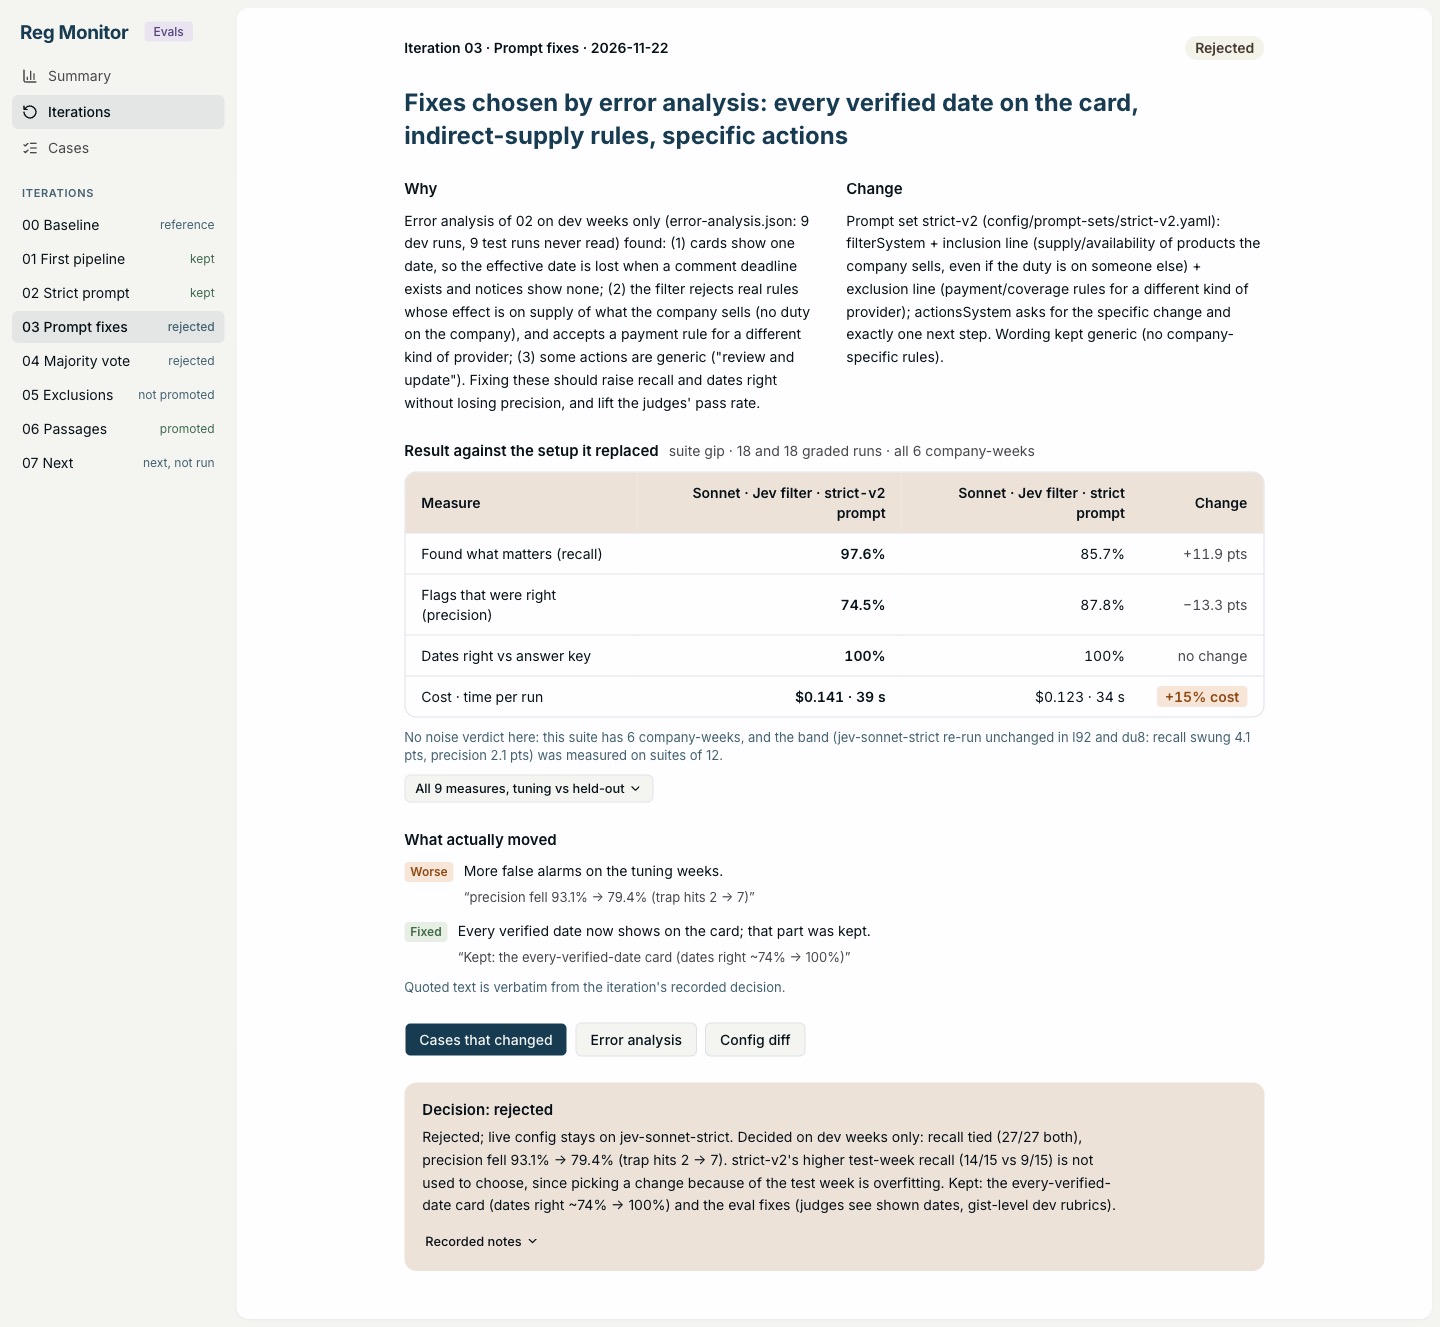 Reg Monitor Evals
Summary
Iterations
Cases
ITERATIONS
00 Baseline reference
01 First pipeline kept
02 Strict prompt kept
03 Prompt fixes rejected
04 Majority vote rejected
05 Exclusions not promoted
06 Passages promoted
07 Next next, not run
Iteration 03 · Prompt fixes · 2026-11-22 Rejected
Fixes chosen by error analysis: every verified date on the card,
indirect-supply rules, specific actions
Why
Error analysis of 02 on dev weeks only (error-analysis.json: 9
dev runs, 9 test runs never read) found: (1) cards show one
date, so the effective date is lost when a comment deadline
exists and notices show none; (2) the filter rejects real rules
whose effect is on supply of what the company sells (no duty
on the company), and accepts a payment rule for a different
kind of provider; (3) some actions are generic ("review and
update"). Fixing these should raise recall and dates right
without losing precision, and lift the judges' pass rate.
Change
Prompt set strict-v2 (config/prompt-sets/strict-v2.yaml):
filterSystem + inclusion line (supply/availability of products the
company sells, even if the duty is on someone else) +
exclusion line (payment/coverage rules for a different kind of
provider); actionsSystem asks for the specific change and
exactly one next step. Wording kept generic (no company-
specific rules).
Result against the setup it replaced suite gip · 18 and 18 graded runs · all 6 company-weeks
Measure Sonnet · Jev filter · strict-v2 prompt Sonnet · Jev filter · strict prompt Change
Found what matters (recall) 97.6% 85.7% +11.9 pts
Flags that were right (precision) 74.5% 87.8% −13.3 pts
Dates right vs answer key 100% 100% no change
Cost · time per run $0.141 · 39 s $0.123 · 34 s +15% cost
No noise verdict here: this suite has 6 company-weeks, and the band (jev-sonnet-strict re-run unchanged in l92 and du8: recall swung 4.1
pts, precision 2.1 pts) was measured on suites of 12.
All 9 measures, tuning vs held-out
What actually moved
Worse More false alarms on the tuning weeks.
“precision fell 93.1% → 79.4% (trap hits 2 → 7)”
Fixed Every verified date now shows on the card; that part was kept.
“Kept: the every-verified-date card (dates right ~74% → 100%)”
Quoted text is verbatim from the iteration's recorded decision.
Cases that changed Error analysis Config diff
Decision: rejected
Rejected; live config stays on jev-sonnet-strict. Decided on dev weeks only: recall tied (27/27 both),
precision fell 93.1% → 79.4% (trap hits 2 → 7). strict-v2's higher test-week recall (14/15 vs 9/15) is not
used to choose, since picking a change because of the test week is overfitting. Kept: the every-verified-
date card (dates right ~74% → 100%) and the eval fixes (judges see shown dates, gist-level dev rubrics).
Recorded notes